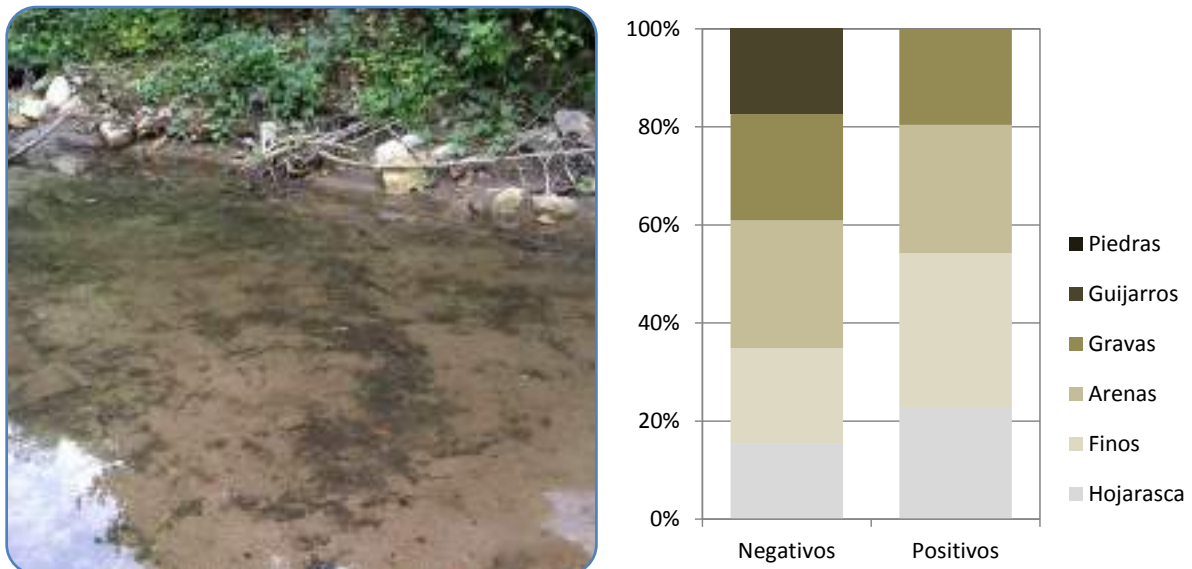 100%
80%
60%
40%
20%
0%
Negativos
Positivos
Piedras
Guijarros
Gravas
Arenas
Finos
Hojarasca